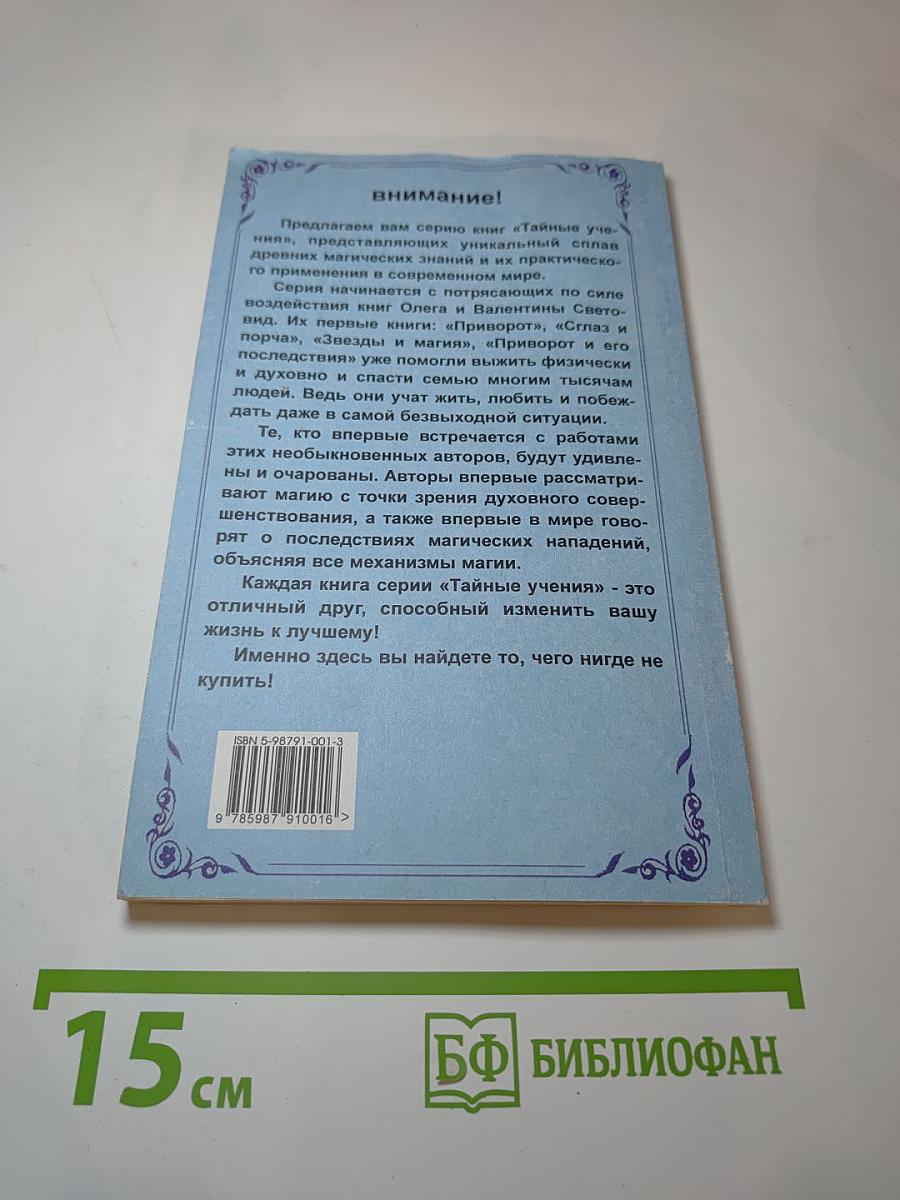 внимание!
Предлагаем вам серию книг «Тайные уче-
ния», представляющих уникальный сплав
древних магических знаний и их практическо-
го применения в современном мире.
Серия начинается с потрясающих по силе
воздействия книг Олега и Валентины Свето-
вид. Их первые книги: «Приворот», «Сглаз и
порча», «Звезды и магия», «Приворот и его
последствия» уже помогли выжить физически
и духовно и спасти семью многим тысячам
людей. Ведь они учат жить, любить и побеж-
дать даже в самой безвыходной ситуации.
Те, кто впервые встречается с работами
этих необыкновенных авторов, будут удивле-
ны и очарованы. Авторы впервые рассматри-
вают магию с точки зрения духовного совер-
шенствования, а также впервые в мире гово-
рят о последствиях магических нападений,
объясняя все механизмы магии.
Каждая книга серии «Тайные учения» - это
отличный друг, способный изменить вашу
жизнь к лучшему!
Именно здесь вы найдете то, чего нигде не
купить!
ISBN 5-98791-001-3
9 785987 910016 >
15 см
БФ БИБЛИОФАН